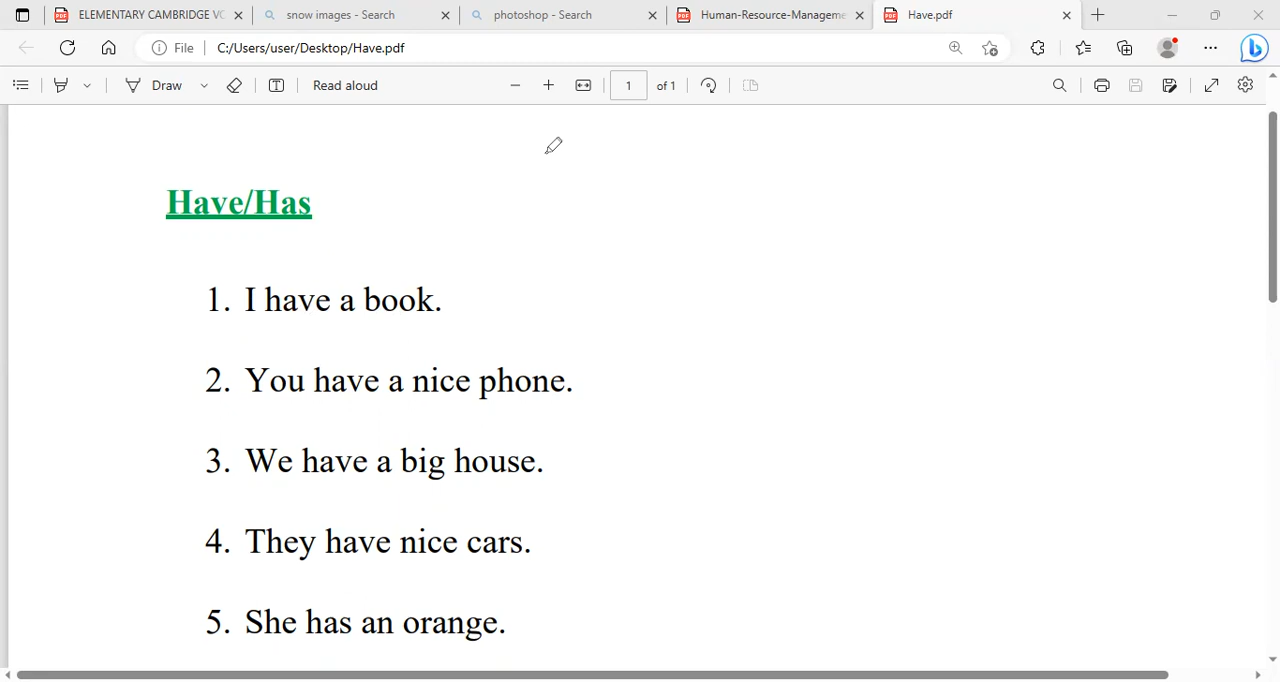 ELEMENTARY CAMBRIDGE VO
snow images - Search
photoshop - Search
Human-Resource-Manageme
Have.pdf
File
C:/Users/user/Desktop/Have.pdf
Draw
Read aloud
1
of 1
Have/Has
1. I have a book.
2. You have a nice phone.
3. We have a big house.
4. They have nice cars.
5. She has an orange.